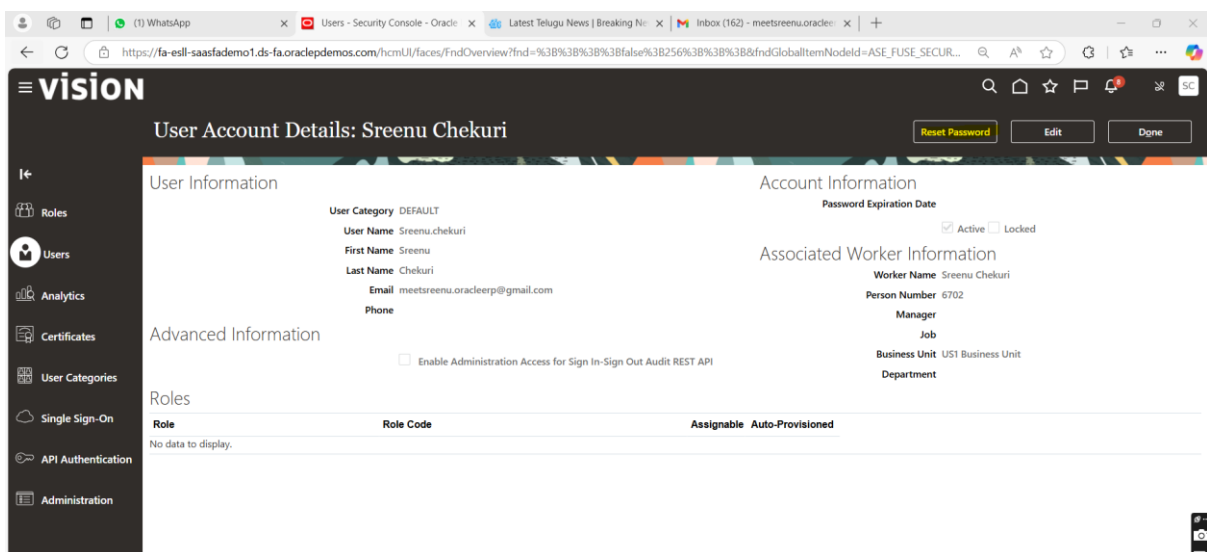 (1) WhatsApp
Users - Security Console - Oracle
Latest Telugu News | Breaking Ne
Inbox (162) - meetsreenu.oracleer
https://fa-esll-saasfademo1.ds-fa.oraclepdemos.com/hcmUI/faces/FndOverview?fnd=%3B%3B%3B%3Bfalse%3B256%3B%3B%3B&fndGlobalItemNodeId=ASE_FUSE_SECUR...
VISION
8
SC
User Account Details: Sreenu Chekuri
Reset Password
Edit
Done
Roles
Users
Analytics
Certificates
User Categories
Single Sign-On
API Authentication
Administration
User Information
User Category DEFAULT
User Name Sreenu.chekuri
First Name Sreenu
Last Name Chekuri
Email meetsreenu.oracleerp@gmail.com
Phone
Advanced Information
Enable Administration Access for Sign In-Sign Out Audit REST API
Account Information
Password Expiration Date
Active Locked
Associated Worker Information
Worker Name Sreenu Chekuri
Person Number 6702
Manager
Job
Business Unit US1 Business Unit
Department
Roles
Role Role Code Assignable Auto-Provisioned
No data to display.